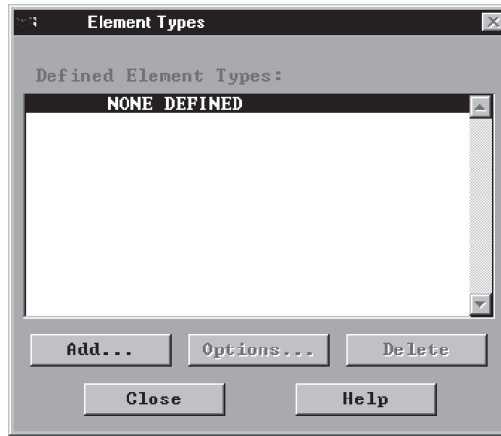 Element Types
Defined Element Types:
NONE DEFINED
Add... Options... Delete
Close Help